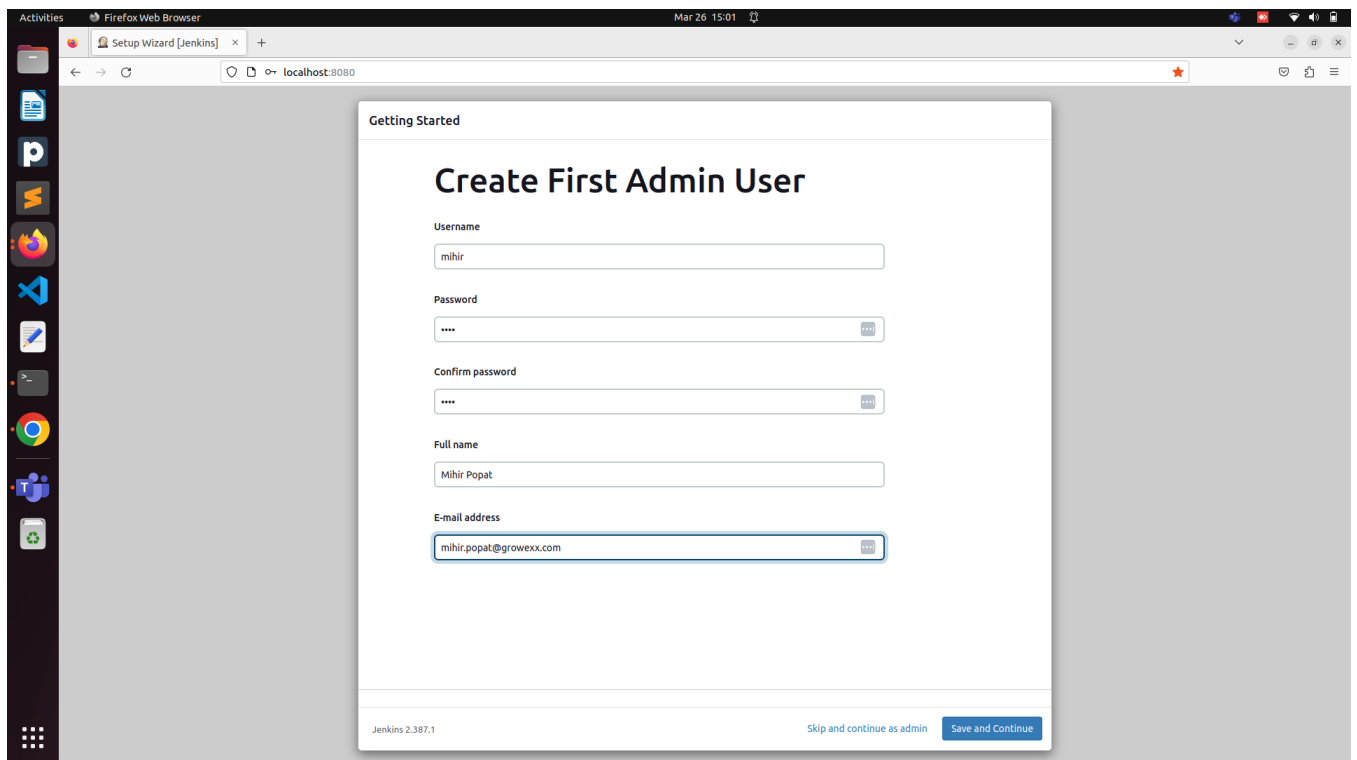 Activities Firefox Web Browser Mar 26 15:01
Setup Wizard [Jenkins]
localhost:8080
Getting Started
Create First Admin User
Username
mihir
Password
••••
Confirm password
••••
Full name
Mihir Popat
E-mail address
mihir.popat@growexx.com
Jenkins 2.387.1 Skip and continue as admin Save and Continue